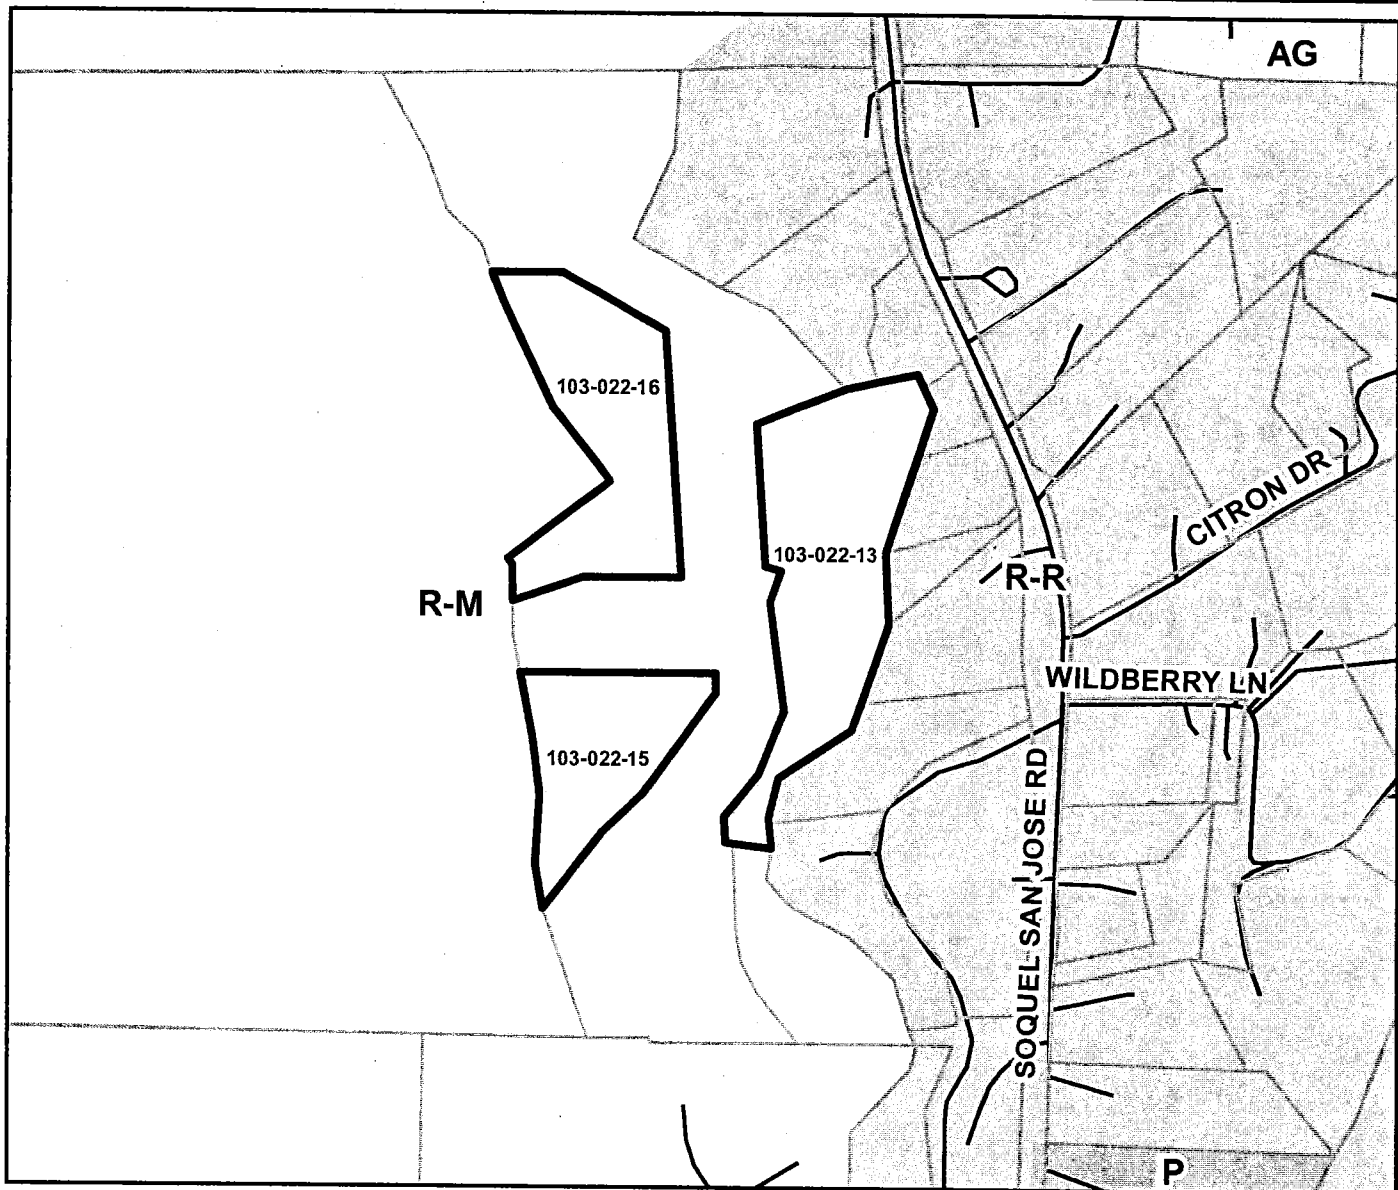 AG
103-022-16
CITRON DR
103-022-13
R-R
R-M
WILDBERRY LN
103-022-15
SOQUEL SAN JOSE RD
P